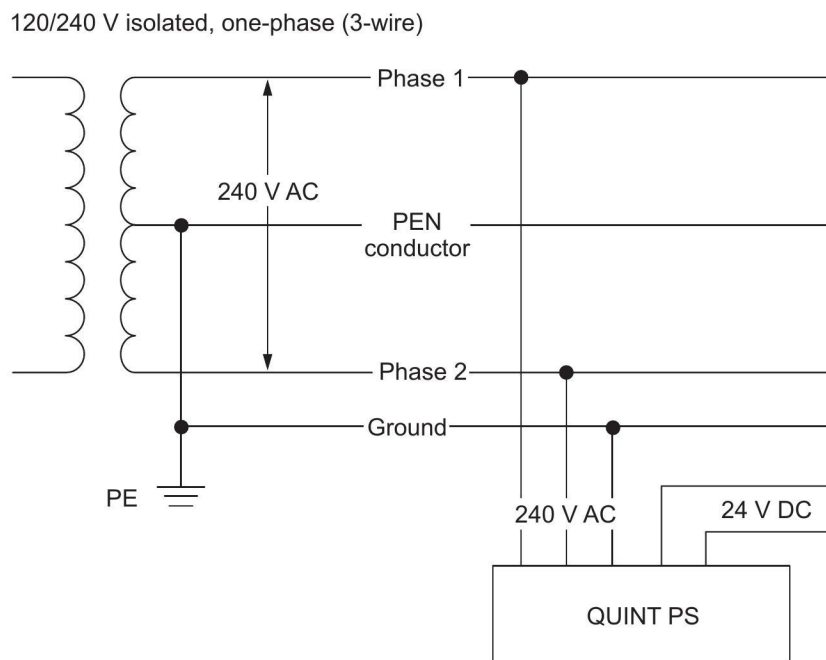 120/240 V isolated, one-phase (3-wire)
Phase 1
240 V AC
PEN
conductor
Phase 2
Ground
PE
240 V AC
24 V DC
QUINT PS